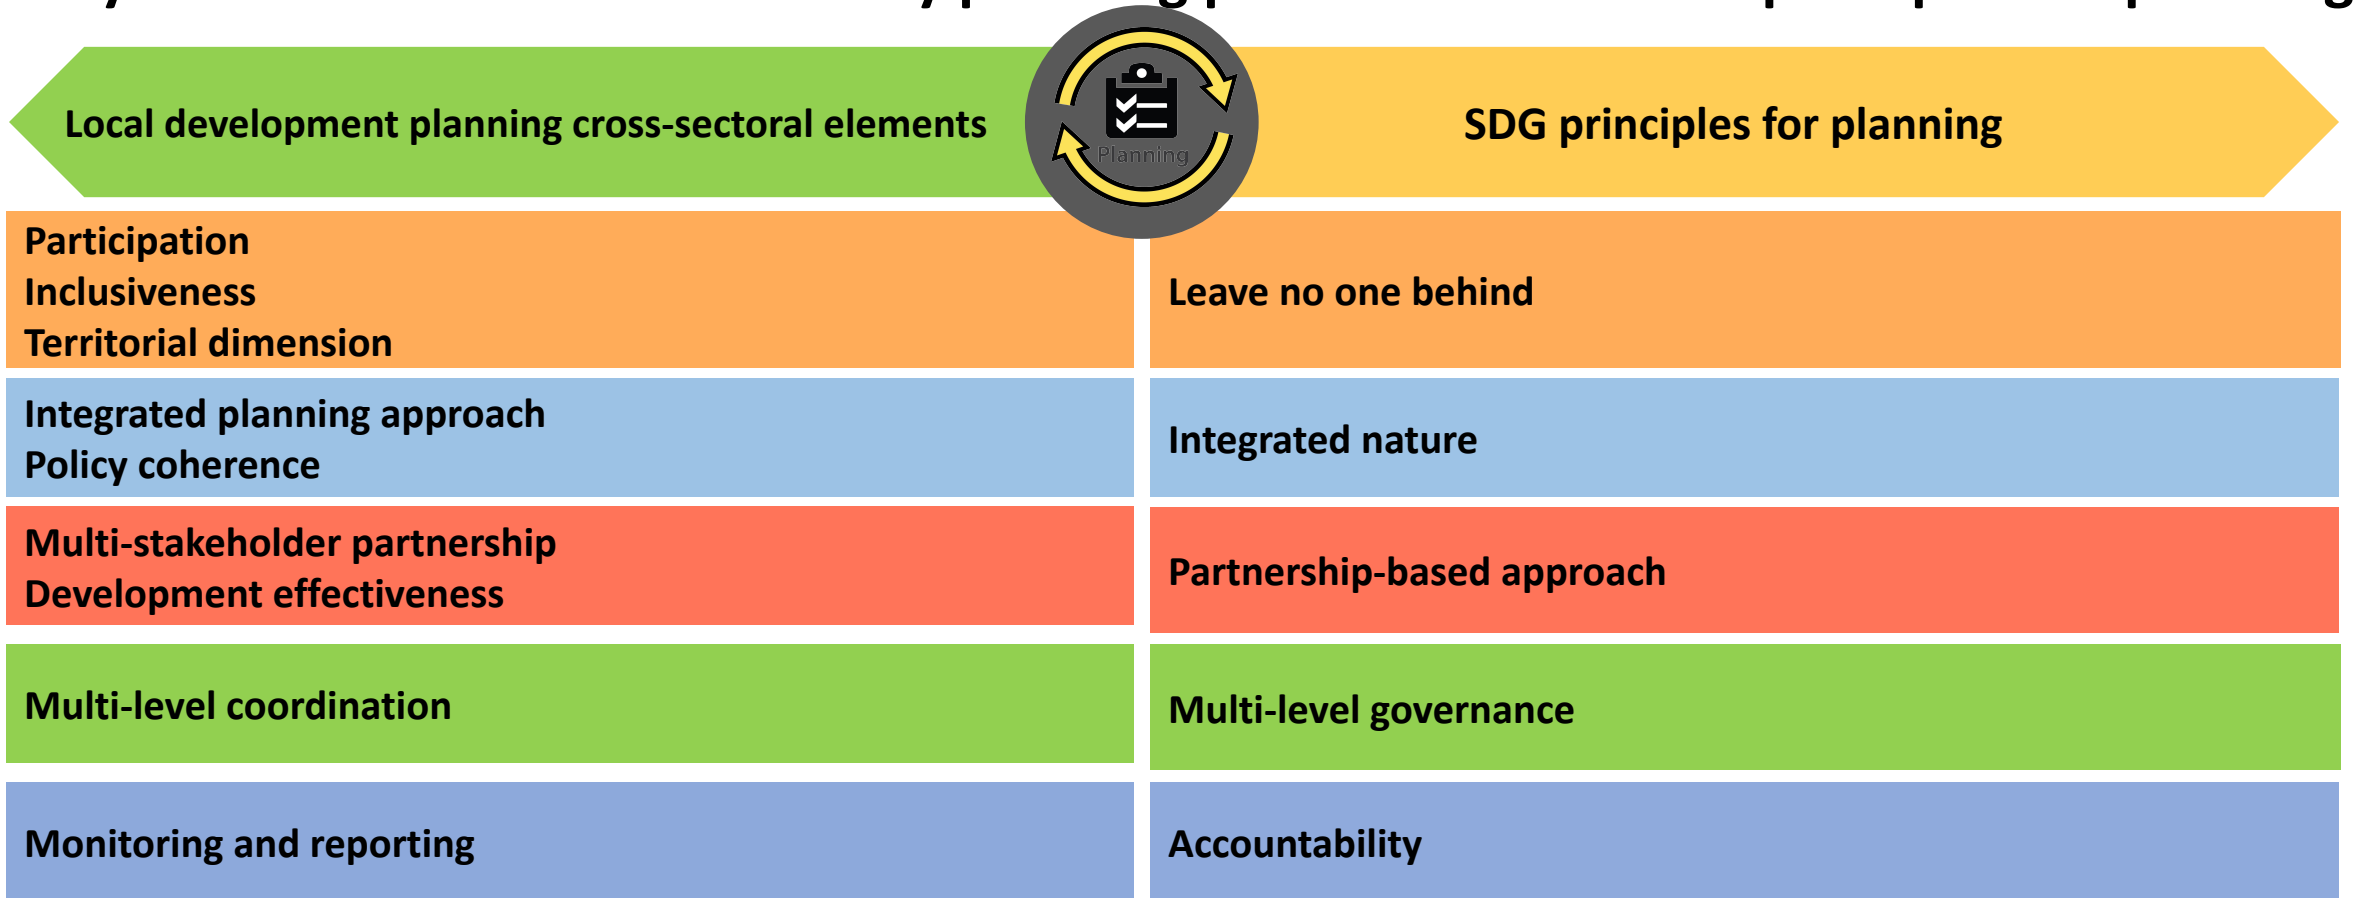 Local development planning cross-sectoral elements
Planning
SDG principles for planning
Participation
Inclusiveness
Territorial dimension
Leave no one behind
Integrated planning approach
Policy coherence
Integrated nature
Multi-stakeholder partnership
Development effectiveness
Partnership-based approach
Multi-level coordination
Multi-level governance
Monitoring and reporting
Accountability